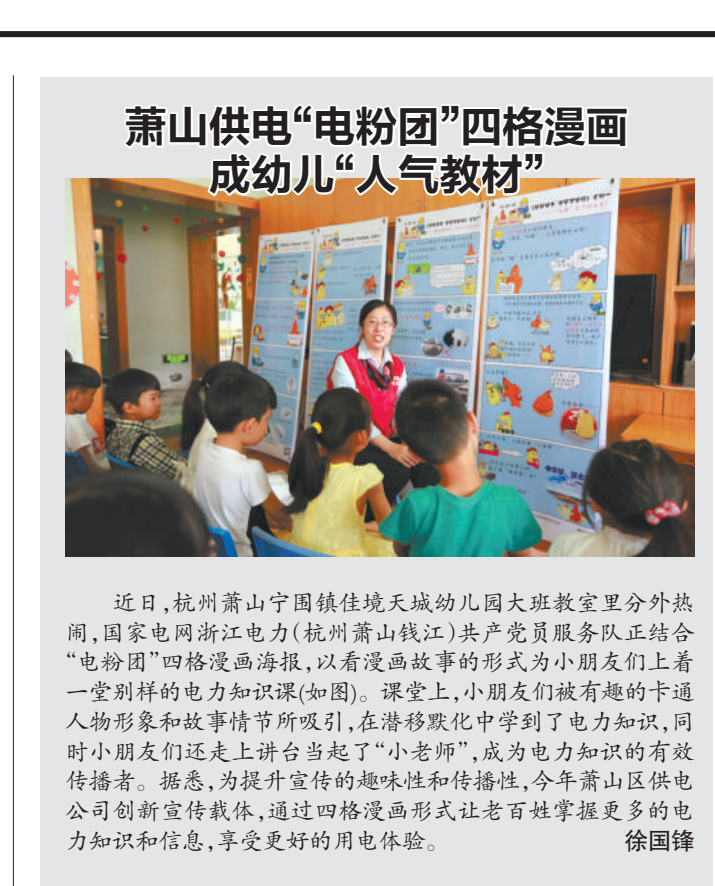 萧山供电“电粉团”四格漫画
成幼儿“人气教材”
近日,杭州萧山宁围镇佳境天城幼儿园大班教室里分外热
闹,国家电网浙江电力(杭州萧山钱江)共产党员服务队正结合
“电粉团”四格漫画海报,以看漫画故事的形式为小朋友们上着
一堂别样的电力知识课(如图)。课堂上,小朋友们被有趣的卡通
人物形象和故事情节所吸引,在潜移默化中学到了电力知识,同
时小朋友们还走上讲台当起了“小老师”,成为电力知识的有效
传播者。据悉,为提升宣传的趣味性和传播性,今年萧山区供电
公司创新宣传载体,通过四格漫画形式让老百姓掌握更多的电
力知识和信息,享受更好的用电体验。 徐国锋